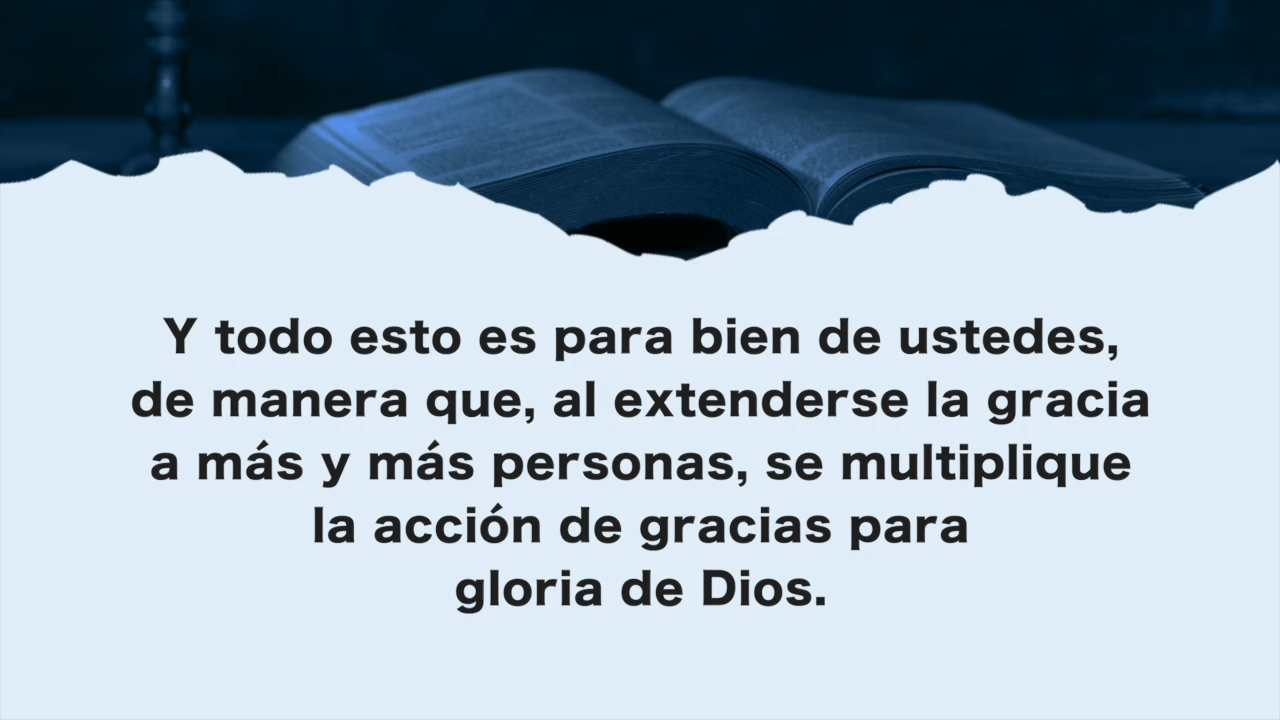 Y todo esto es para bien de ustedes,
de manera que, al extenderse la gracia
a más y más personas, se multiplique
la acción de gracias para
gloria de Dios.